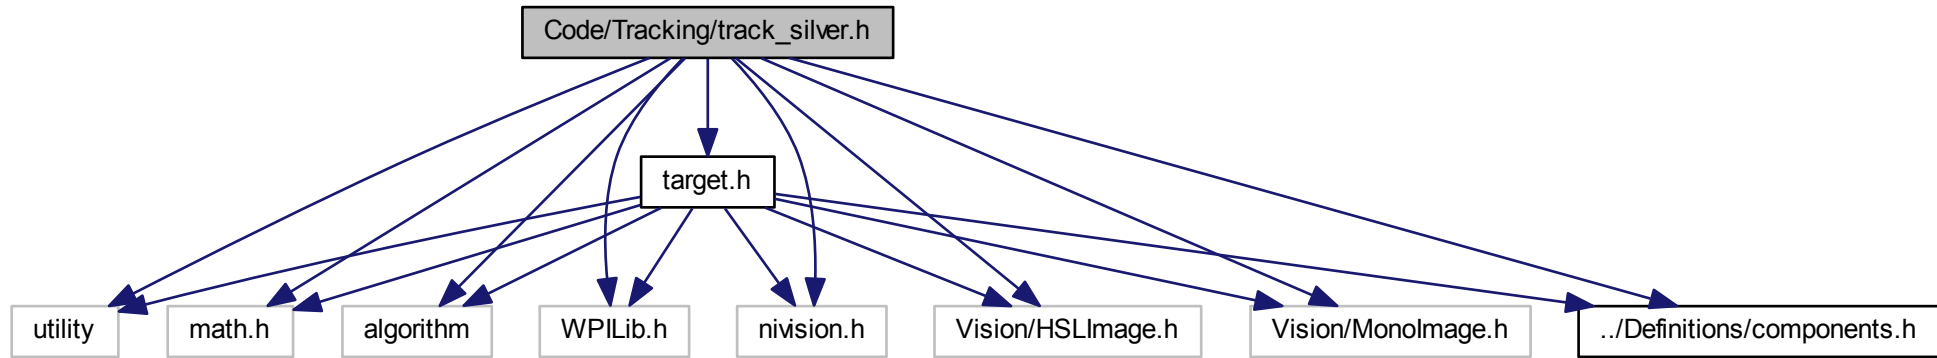 Code/Tracking/track_silver.h
target.h
utility
math.h
algorithm
WPILib.h
nivision.h
Vision/HSLImage.h
Vision/MonoImage.h
../Definitions/components.h